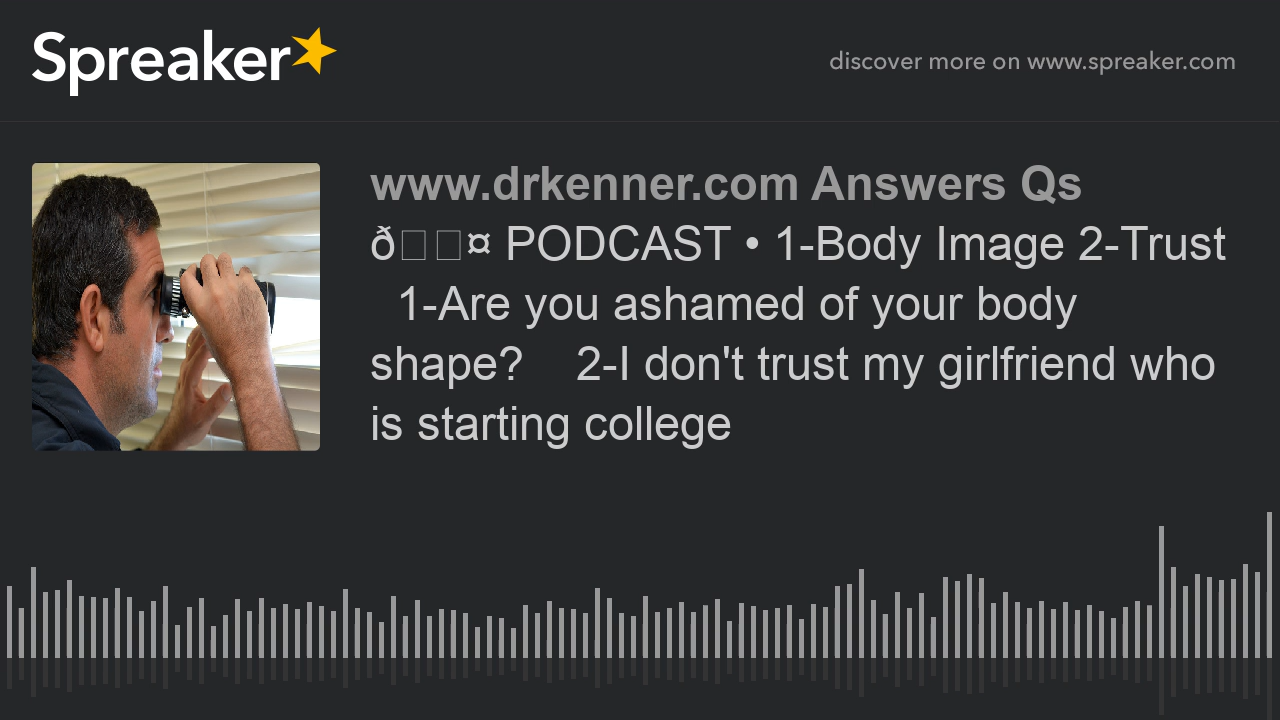 Spreaker
discover more on www.spreaker.com
www.drkenner.com Answers Qs
ð□□¤ PODCAST • 1-Body Image 2-Trust
1-Are you ashamed of your body
shape? 2-I don't trust my girlfriend who
is starting college